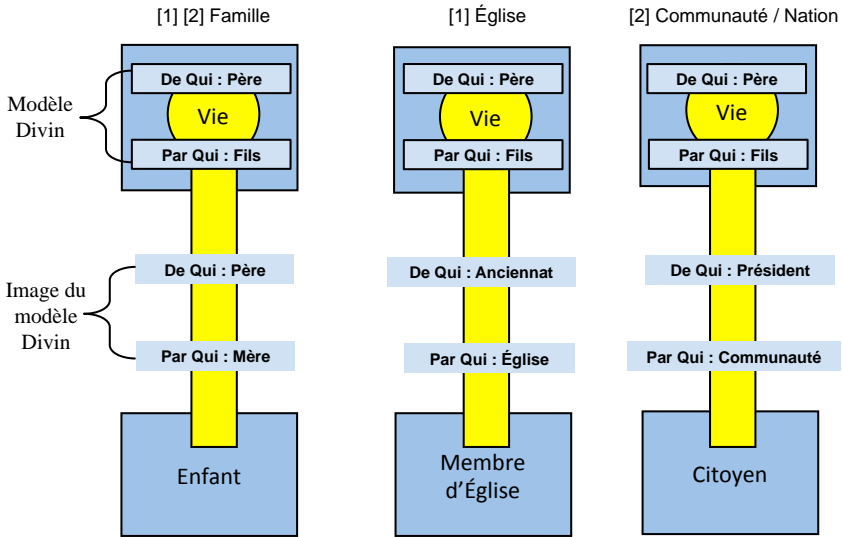 [1] [2] Famille
[1] Église
[2] Communauté / Nation
Modèle
Divin
De Qui : Père
Vie
Par Qui : Fils
De Qui : Père
Vie
Par Qui : Fils
De Qui : Père
Vie
Par Qui : Fils
Image du
modèle
Divin
De Qui : Père
Par Qui : Mère
De Qui : Anciennat
Par Qui : Église
De Qui : Président
Par Qui : Communauté
Enfant
Membre
d’Église
Citoyen